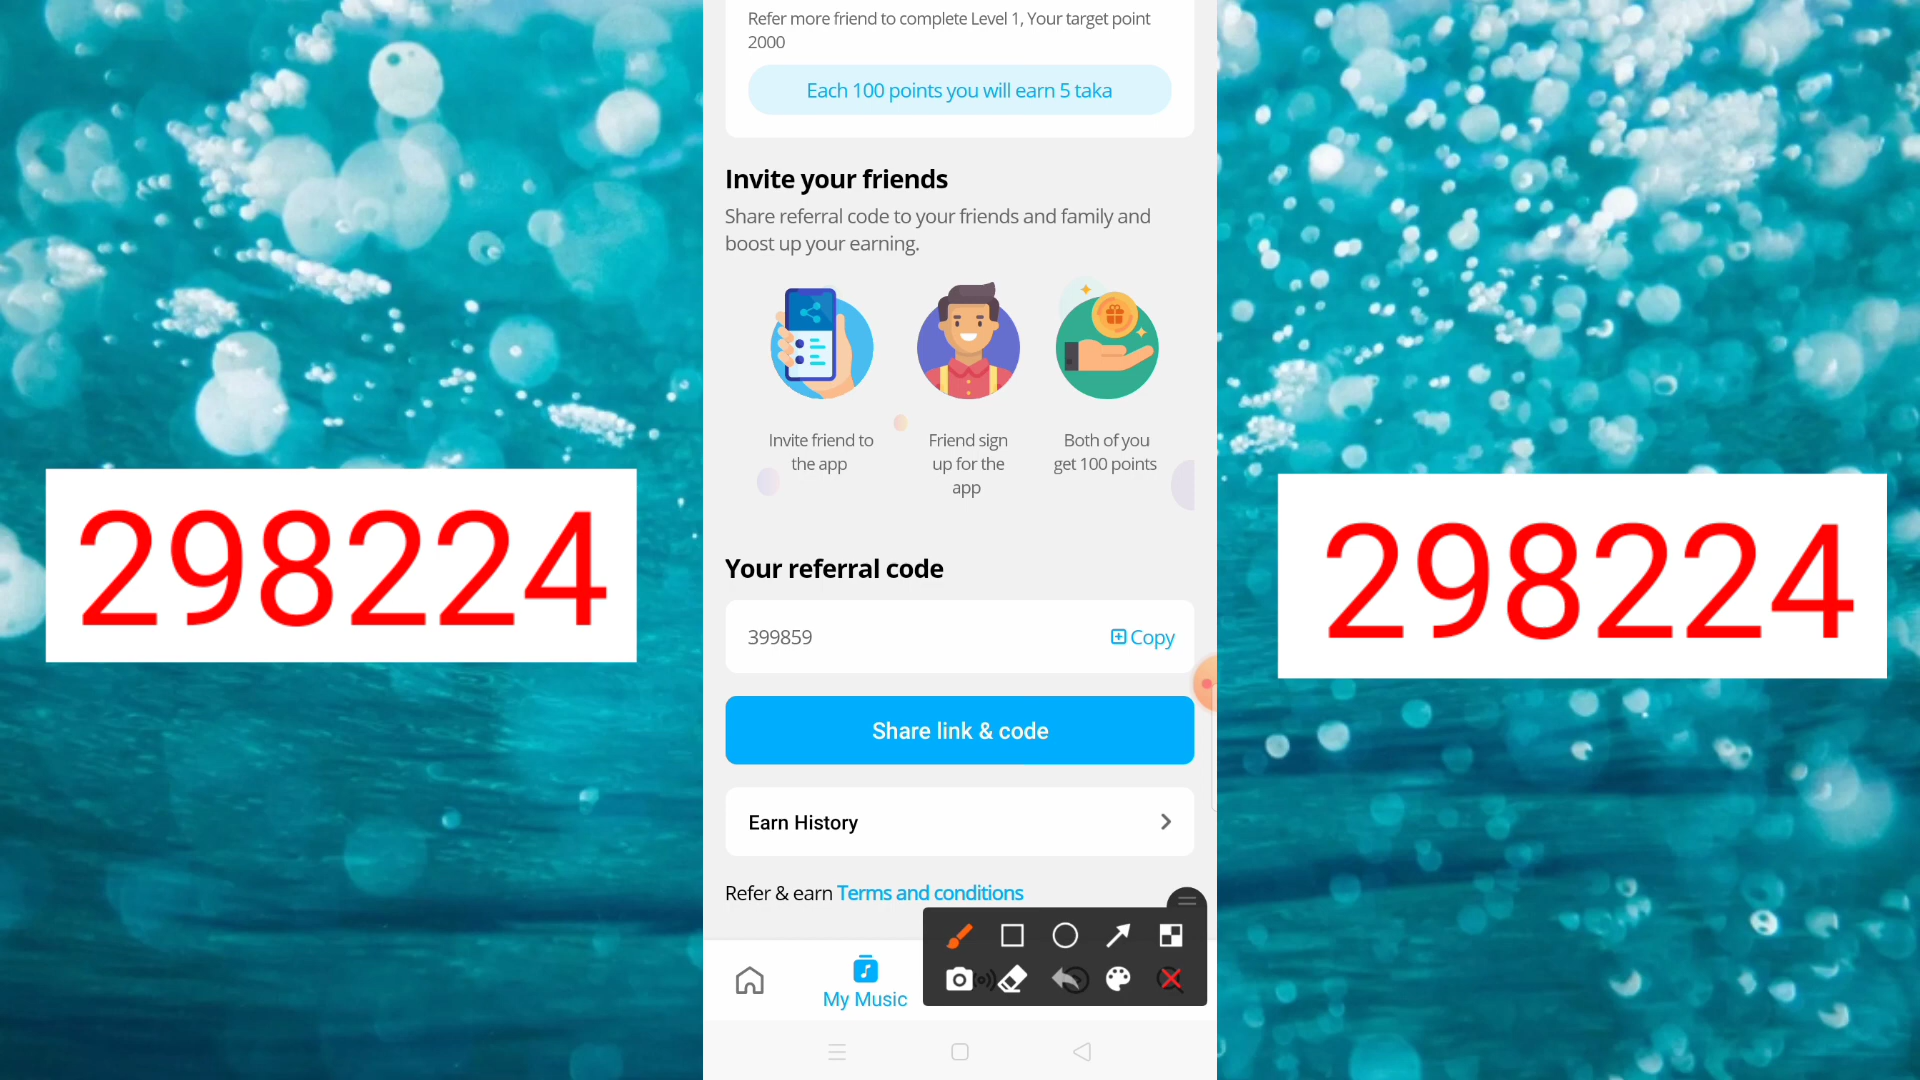 Refer more friend to complete Level 1, Your target point
2000
Each 100 points you will earn 5 taka
Invite your friends
Share referral code to your friends and family and
boost up your earning.
Invite friend to
the app
Friend sign
up for the
app
Both of you
get 100 points
298224
298224
Your referral code
399859
Copy
Share link & code
Earn History
Refer & earn Terms and conditions
My Music